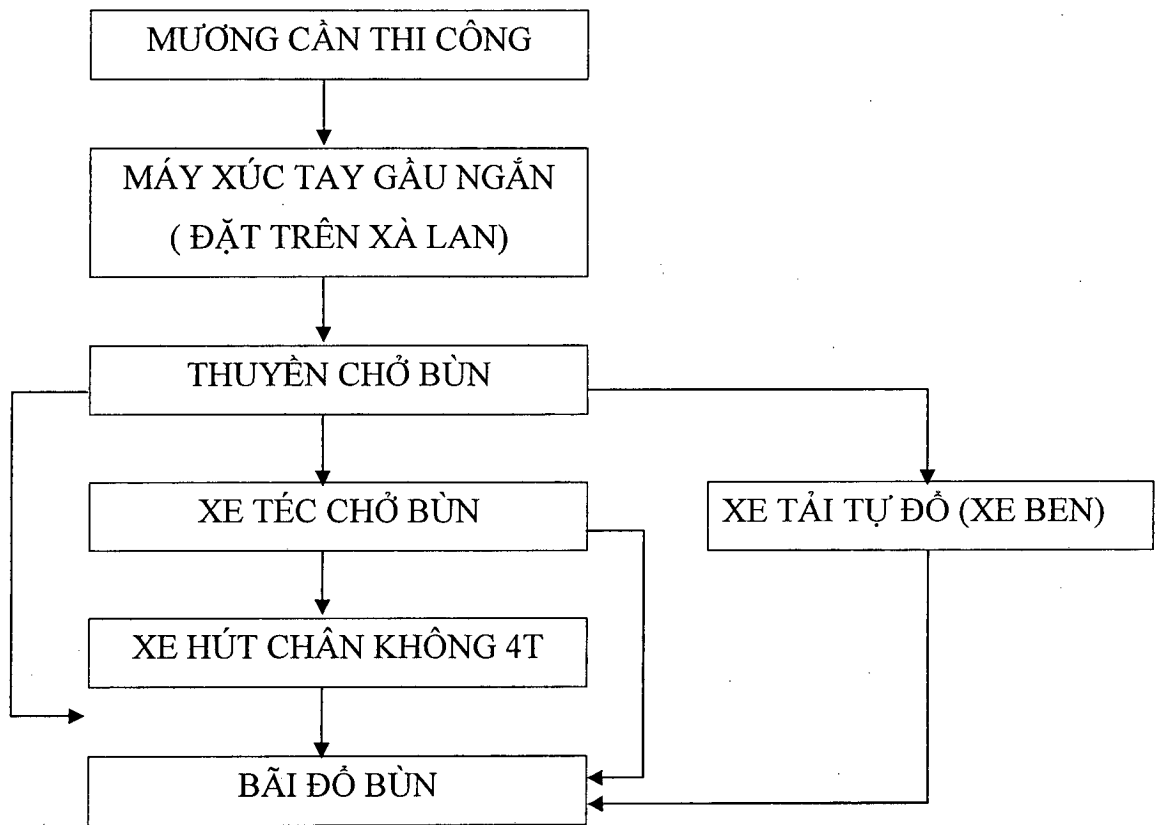 MƯƠNG CẦN THI CÔNG
MÁY XÚC TAY GẦU NGẮN
( ĐẶT TRÊN XÀ LAN)
THUYỀN CHỞ BÙN
XE TÉC CHỞ BÙN
XE TẢI TỰ ĐỔ (XE BEN)
XE HÚT CHÂN KHÔNG 4T
BÃI ĐỔ BÙN